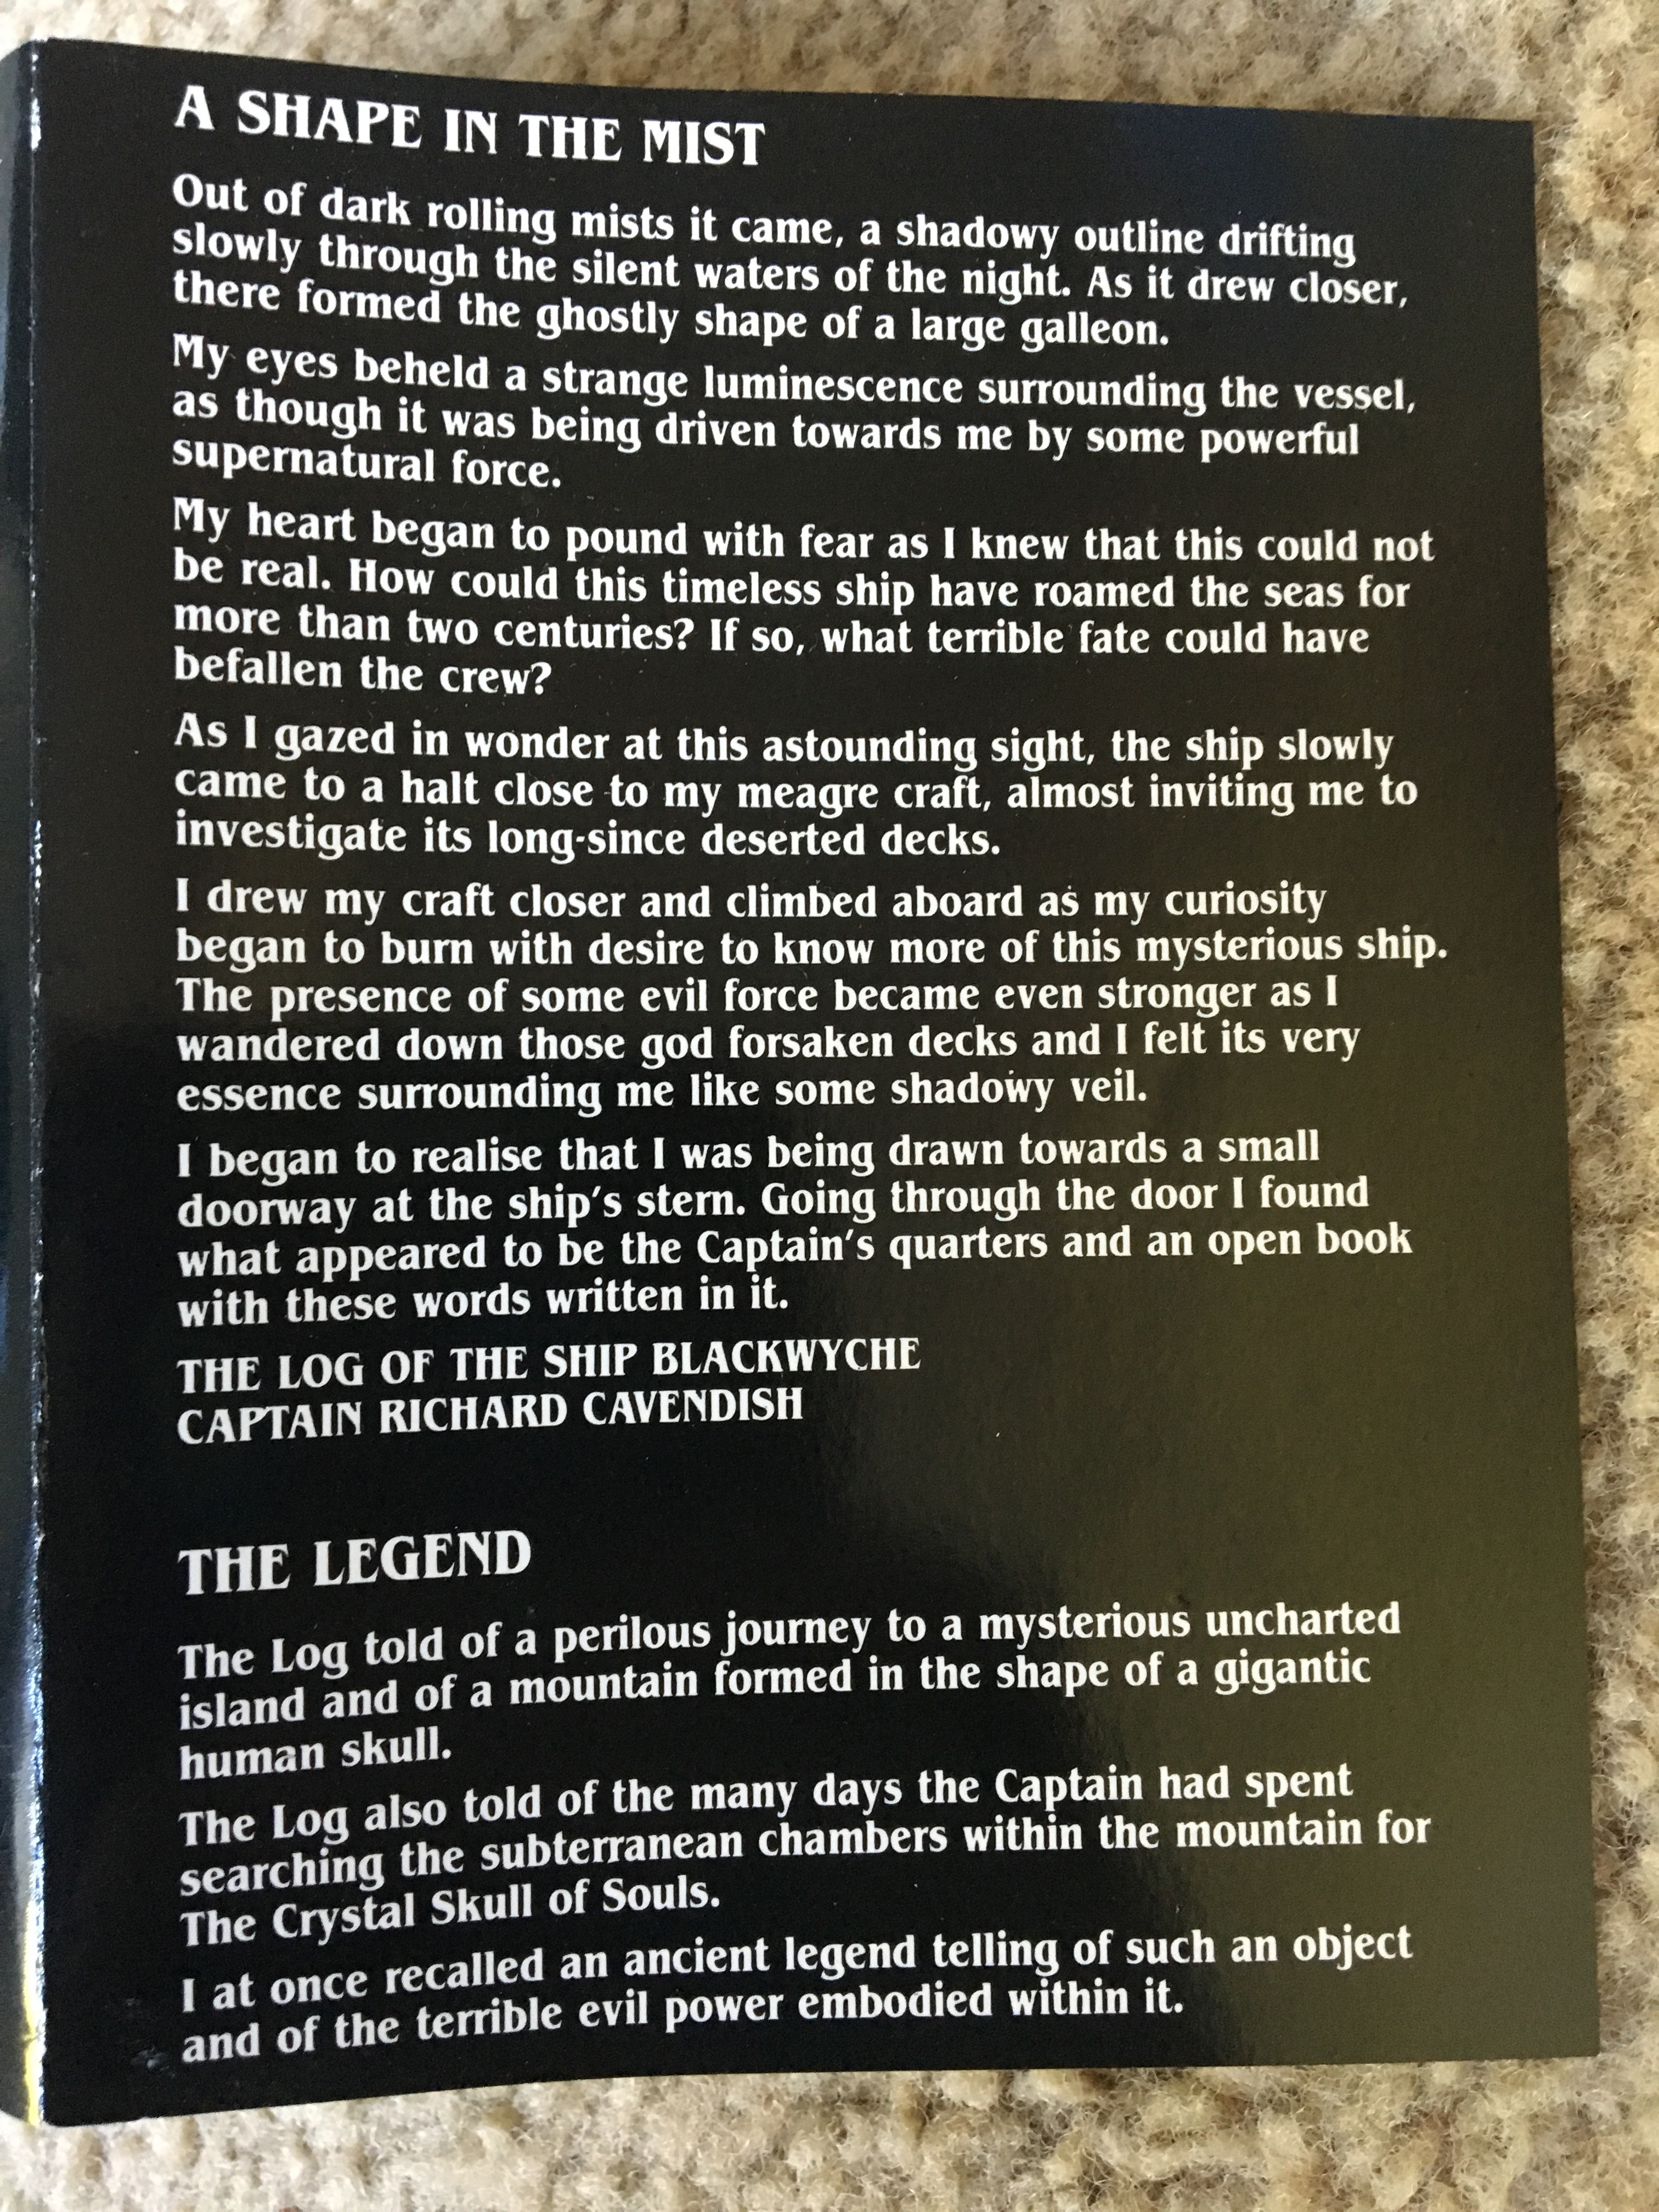 A SHAPE IN THE MIST
Out of dark rolling mists it came, a shadowy outline drifting
slowly through the silent waters of the night. As it drew closer,
there formed the ghostly shape of a large galleon.
My eyes beheld a strange luminescence surrounding the vessel,
as though it was being driven towards me by some powerful
supernatural force.
My heart began to pound with fear as I knew that this could not
be real. How could this timeless ship have roamed the seas for
more than two centuries? If so, what terrible fate could have
befallen the crew?
As I gazed in wonder at this astounding sight, the ship slowly
came to a halt close to my meagre craft, almost inviting me to
investigate its long-since deserted decks.
I drew my craft closer and climbed aboard as my curiosity
began to burn with desire to know more of this mysterious ship.
The presence of some evil force became even stronger as I
wandered down those god forsaken decks and I felt its very
essence surrounding me like some shadowy veil.
I began to realise that I was being drawn towards a small
doorway at the ship's stern. Going through the door I found
what appeared to be the Captain's quarters and an open book
with these words written in it.
THE LOG OF THE SHIP BLACKWYCHE
CAPTAIN RICHARD CAVENDISH
THE LEGEND
The Log told of a perilous journey to a mysterious uncharted
island and of a mountain formed in the shape of a gigantic
human skull.
The Log also told of the many days the Captain had spent
searching the subterranean chambers within the mountain for
The Crystal Skull of Souls.
I at once recalled an ancient legend telling of such an object
and of the terrible evil power embodied within it.